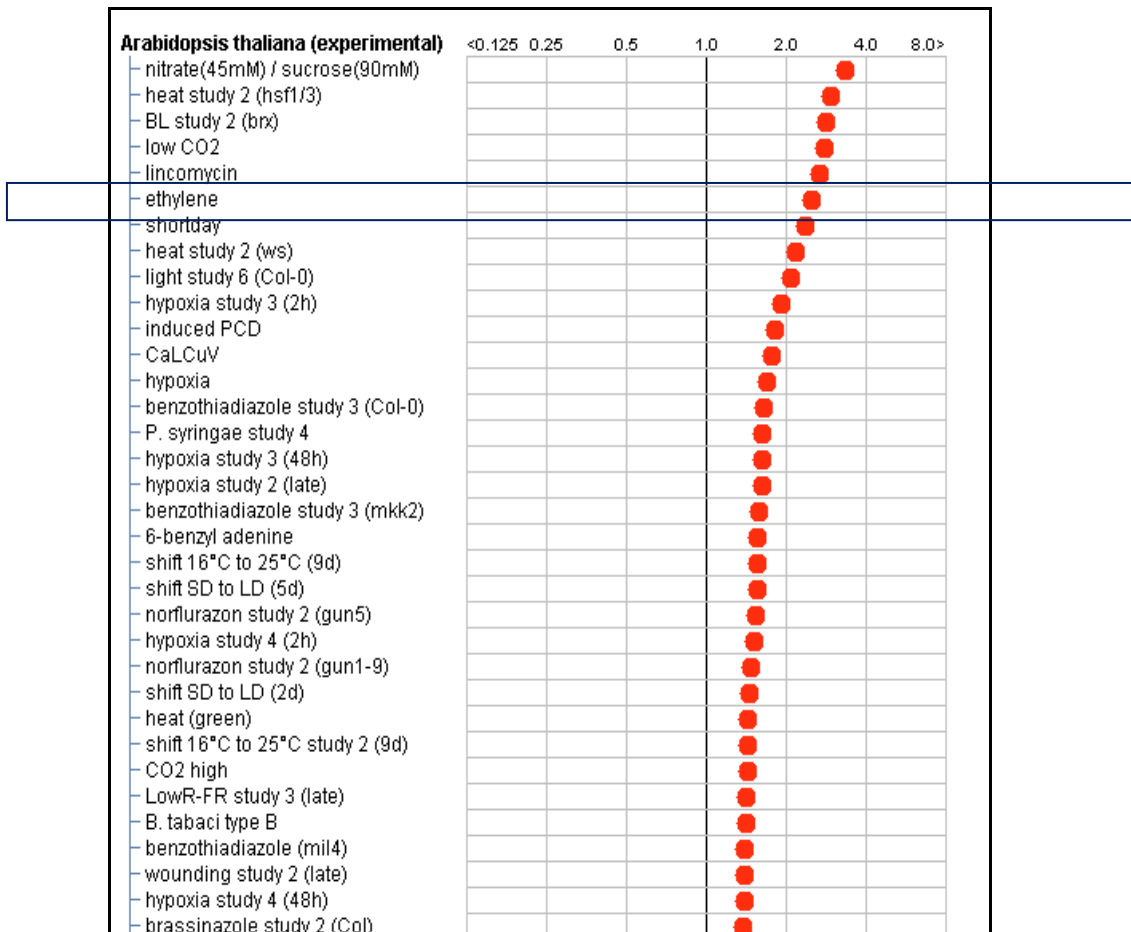 Arabidopsis thaliana (experimental) <0.125 0.25 0.5 1.0 2.0 4.0 8.0>
nitrate(45mM) / sucrose(90mM)
heat study 2 (hsf1/3)
BL study 2 (brx)
low CO2
lincomycin
ethylene
shortday
heat study 2 (ws)
light study 6 (Col-0)
hypoxia study 3 (2h)
induced PCD
CaLCuV
hypoxia
benzothiadiazole study 3 (Col-0)
P. syringae study 4
hypoxia study 3 (48h)
hypoxia study 2 (late)
benzothiadiazole study 3 (mkk2)
6-benzyl adenine
shift 16°C to 25°C (9d)
shift SD to LD (5d)
norflurazon study 2 (gun5)
hypoxia study 4 (2h)
norflurazon study 2 (gun1-9)
shift SD to LD (2d)
heat (green)
shift 16°C to 25°C study 2 (9d)
CO2 high
LowR-FR study 3 (late)
B. tabaci type B
benzothiadiazole (mil4)
wounding study 2 (late)
hypoxia study 4 (48h)
brassinazole study 2 (Col)